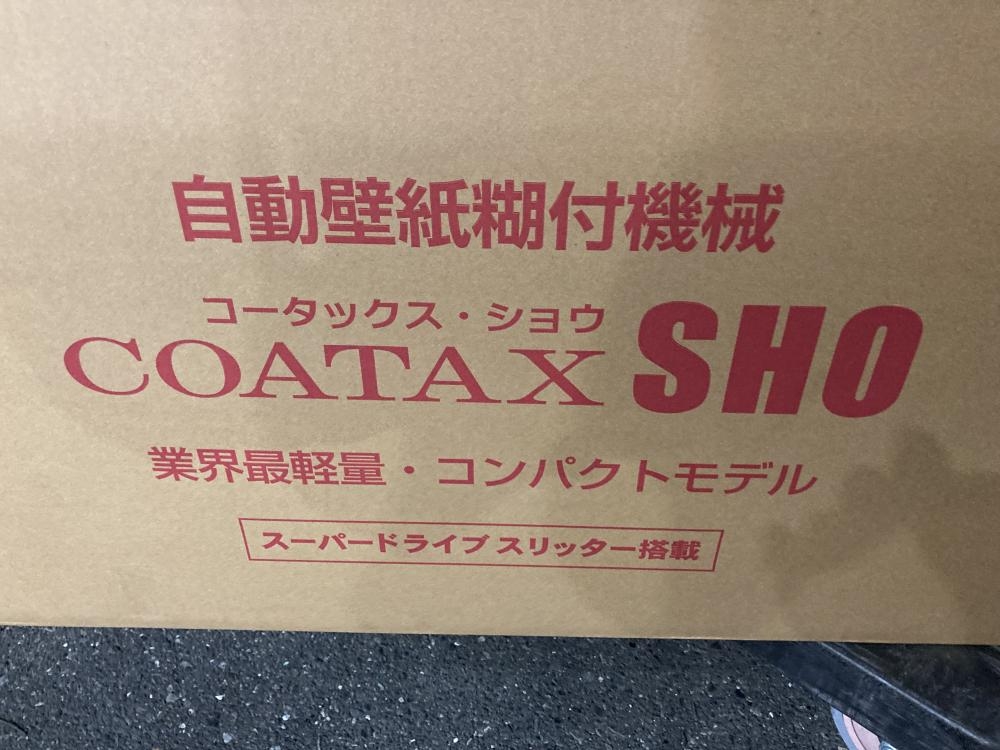 自動壁紙糊付機械
コータックス・ショウ
COATAX SHO
業界最軽量・コンパクトモデル
スーパードライブ スリッター搭載